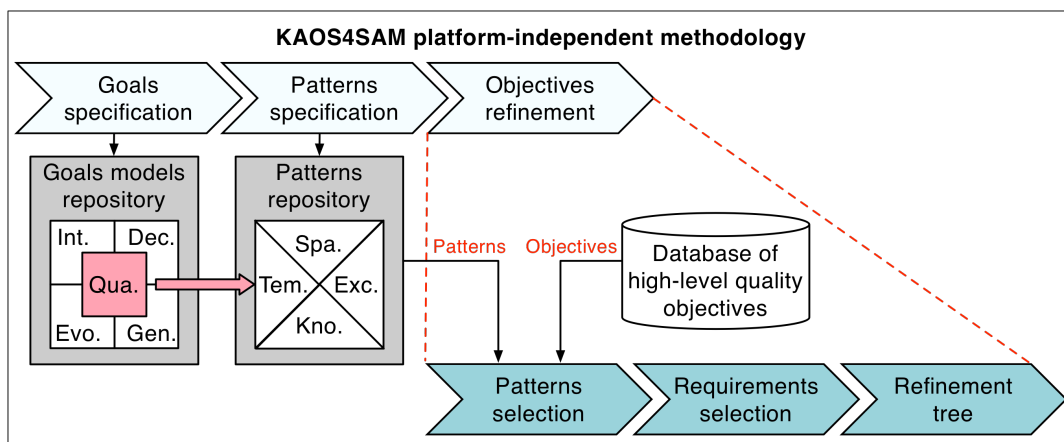 KAOS4SAM platform-independent methodology
Goals
specification
Patterns
specification
Objectives
refinement
Goals models
repository
Int.
Dec.
Qua.
Evo.
Gen.
Patterns
repository
Spa.
Tem.
Exc.
Kno.
Patterns
Objectives
Database of
high-level quality
objectives
Patterns
selection
Requirements
selection
Refinement
tree